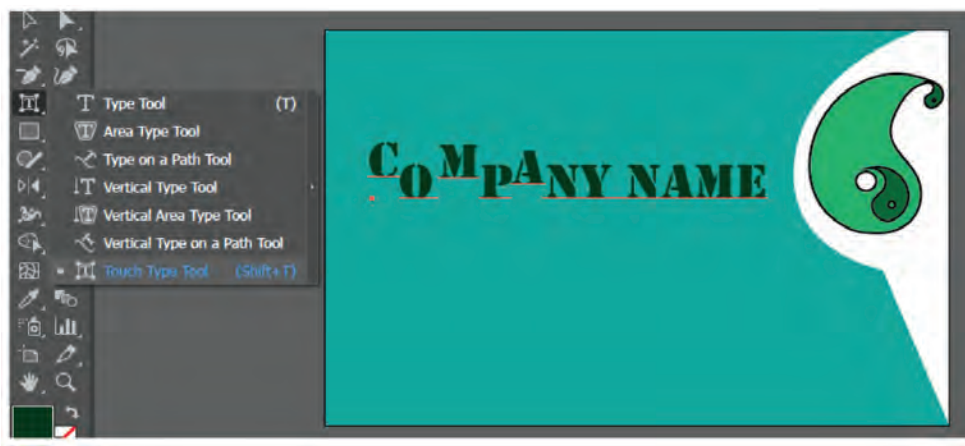 Type Tool (T)
Area Type Tool
Type on a Path Tool
Vertical Type Tool
Vertical Area Type Tool
Vertical Type on a Path Tool
Touch Type Tool (Shift+T)
COMPANY NAME